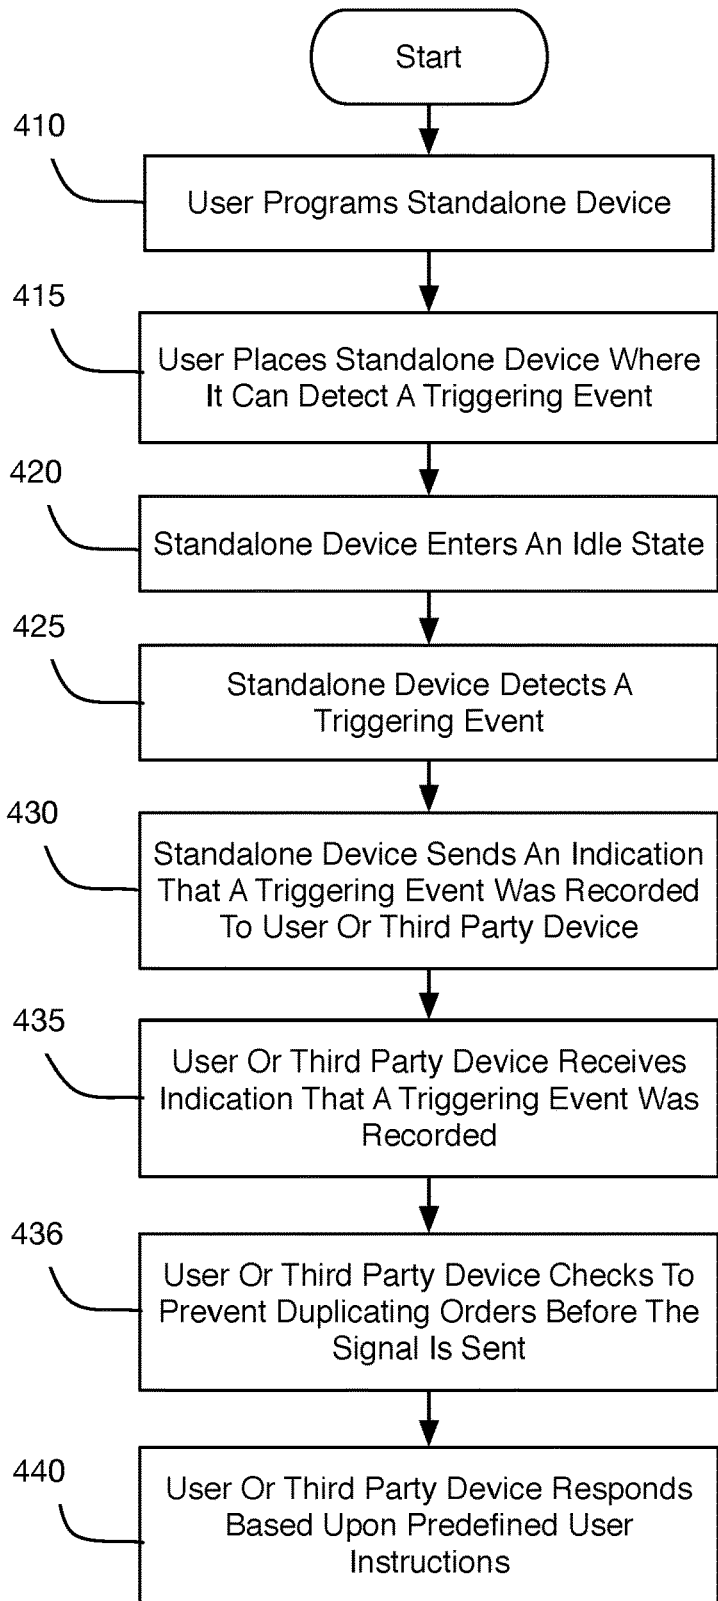 Start
410
User Programs Standalone Device
415
User Places Standalone Device Where
It Can Detect A Triggering Event
420
Standalone Device Enters An Idle State
425
Standalone Device Detects A
Triggering Event
430
Standalone Device Sends An Indication
That A Triggering Event Was Recorded
To User Or Third Party Device
435
User Or Third Party Device Receives
Indication That A Triggering Event Was
Recorded
436
User Or Third Party Device Checks To
Prevent Duplicating Orders Before The
Signal Is Sent
440
User Or Third Party Device Responds
Based Upon Predefined User
Instructions